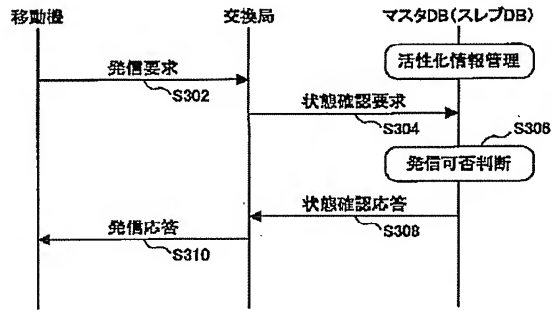 移動機
交換局
マスタDB(スレブDB)
活性化情報管理
発信要求
S302
状態確認要求
S304
S306
発信可否判断
状態確認応答
S308
発信応答
S310